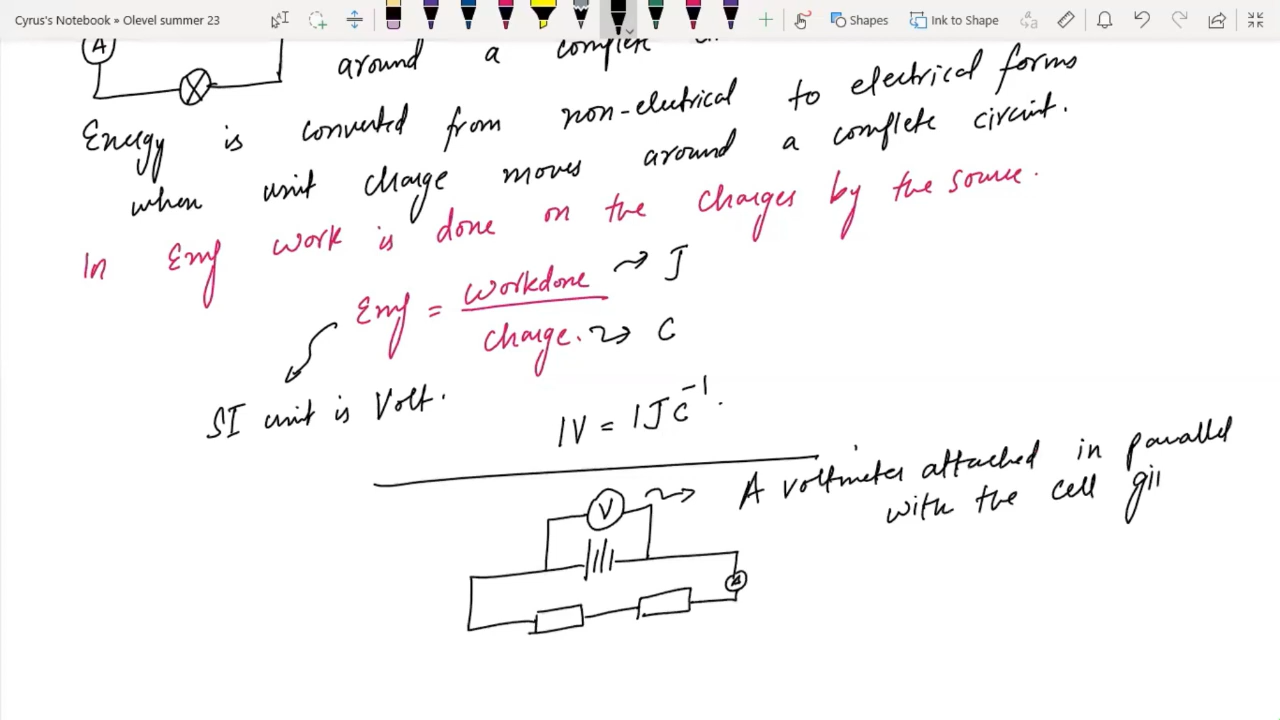 Cyrus's Notebook » Olevel summer 23
Shapes
Ink to Shape
A
around a complete
Energy is converted from non-electrical to electrical forms
when unit charge moves around a complete circuit.
In Emf work is done on the charges by the source.
Emf = workdone → J
charge. → C
SI unit is Volt.
1V = 1JC⁻¹.
V → A voltmeter attached in parallel
with the cell
A